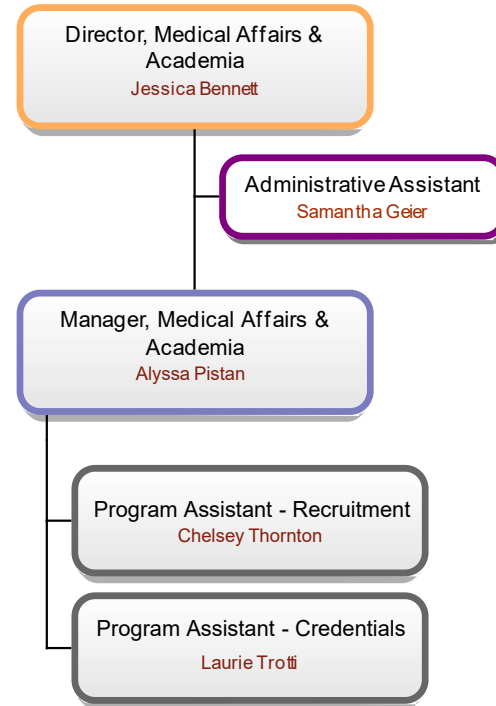 Director, Medical Affairs &
Academia
Jessica Bennett
Administrative Assistant
Samantha Geier
Manager, Medical Affairs &
Academia
Alyssa Pistan
Program Assistant - Recruitment
Chelsey Thornton
Program Assistant - Credentials
Laurie Trotti